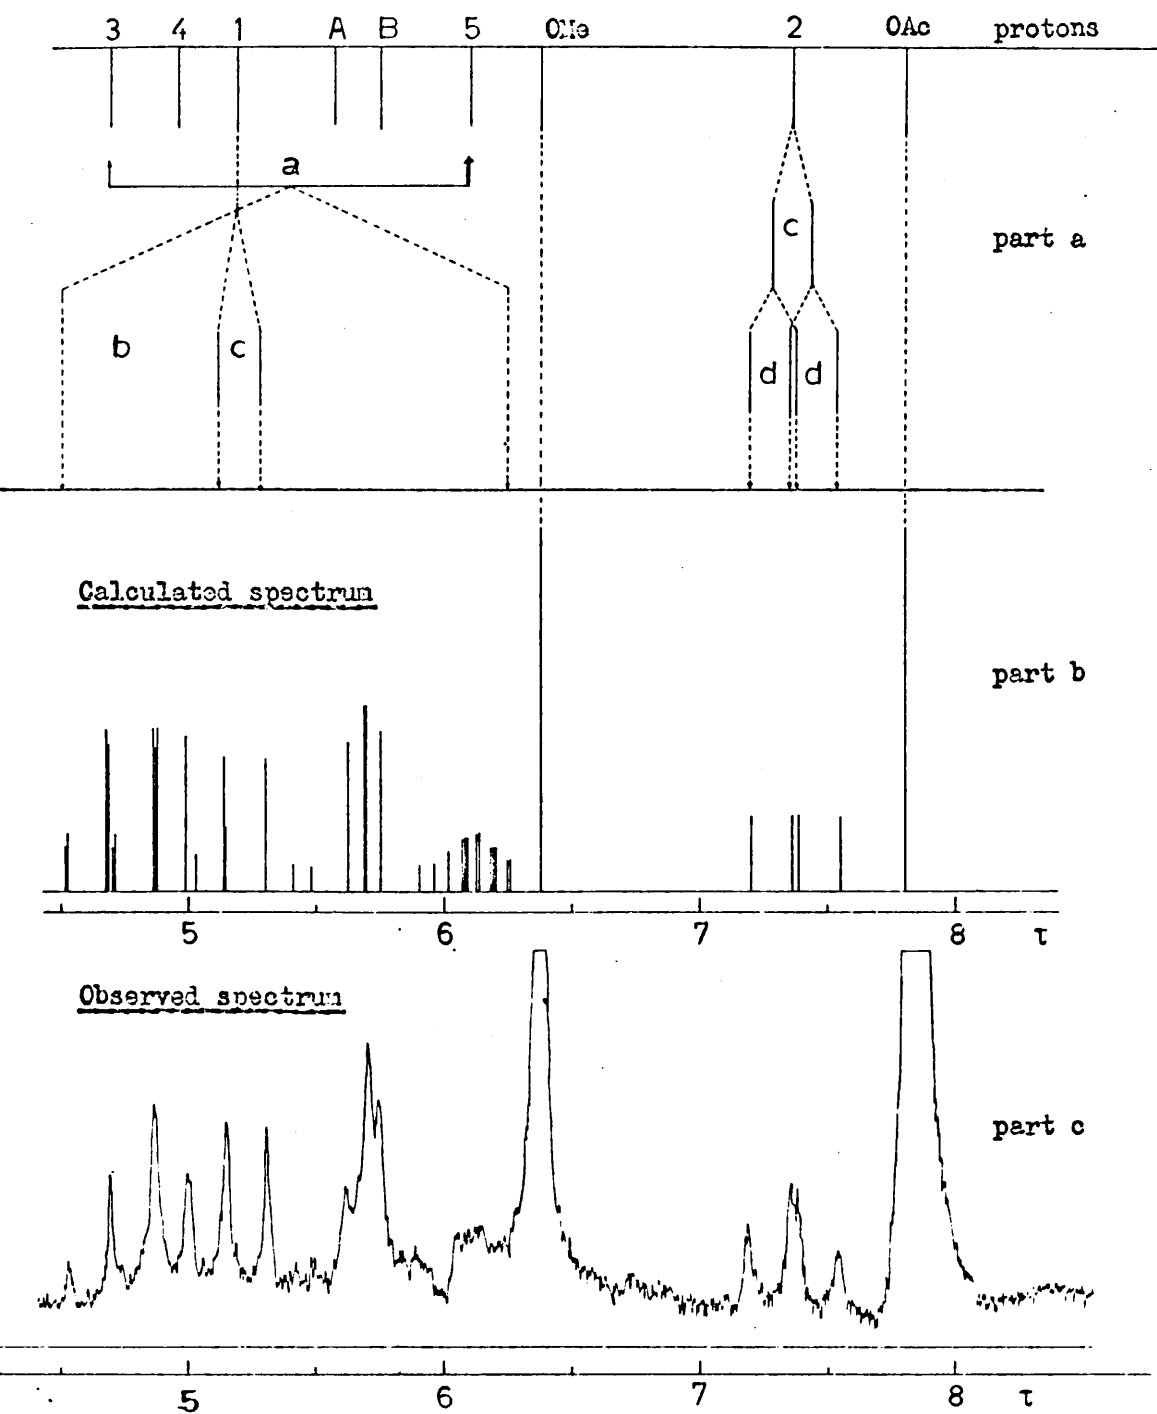 3 4 1 A B 5 OMe 2 OAc protons
a
c
part a
b c
d d
Calculated spectrum
part b
5 6 7 8 τ
Observed spectrum
part c
5 6 7 8 τ